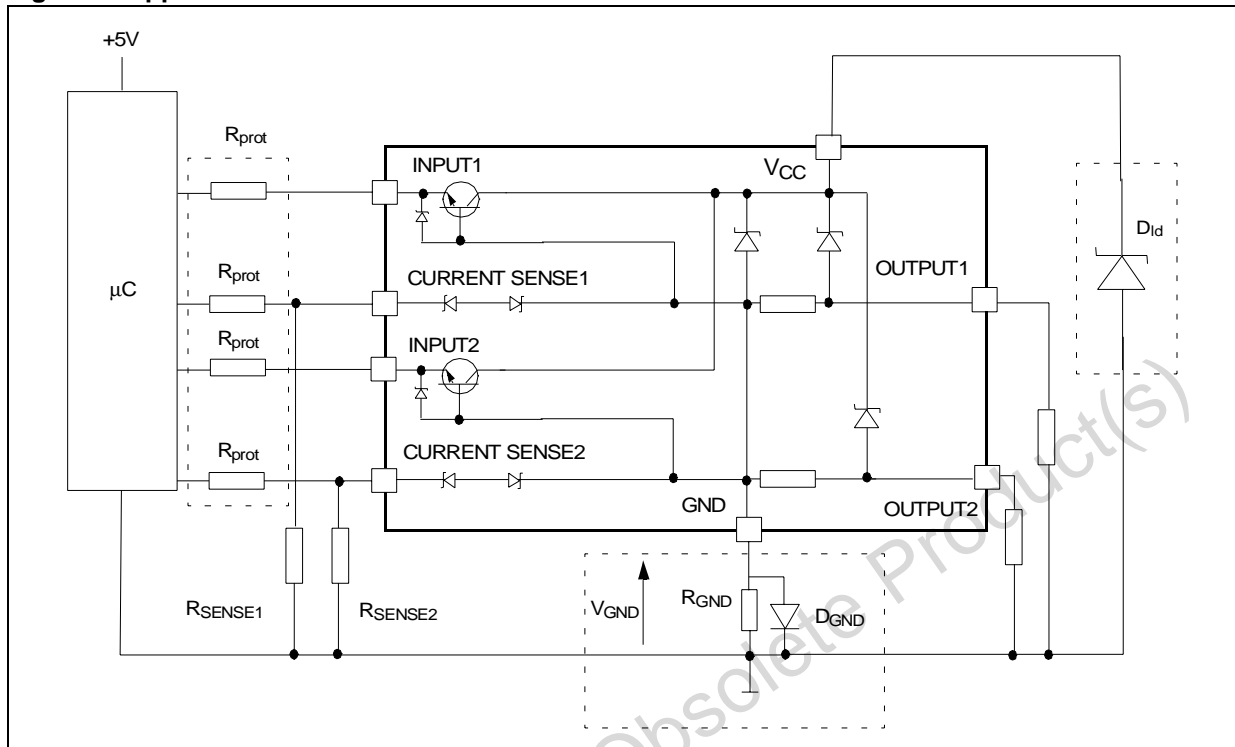 +5V
Rprot
INPUT1
VCC
Dld
μC
Rprot
CURRENT SENSE1
OUTPUT1
Rprot
INPUT2
Rprot
CURRENT SENSE2
GND
OUTPUT2
RSENSE1
RSENSE2
VGND
RGND
DGND
Obsolete Product(s)